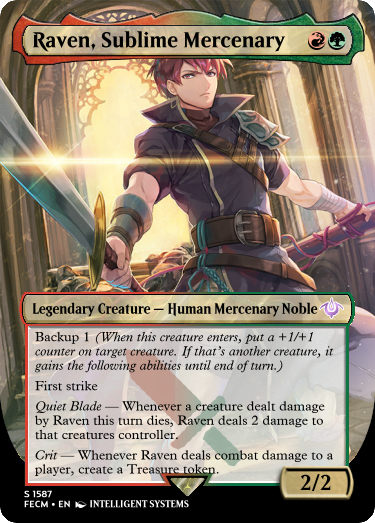 Raven, Sublime Mercenary
Legendary Creature — Human Mercenary Noble
Backup 1 (When this creature enters, put a +1/+1
counter on target creature. If that's another creature, it
gains the following abilities until end of turn.)
First strike
Quiet Blade — Whenever a creature dealt damage
by Raven this turn dies, Raven deals 2 damage to
that creatures controller.
Crit — Whenever Raven deals combat damage to a
player, create a Treasure token.
2/2
S 1587
FECM • EN INTELLIGENT SYSTEMS